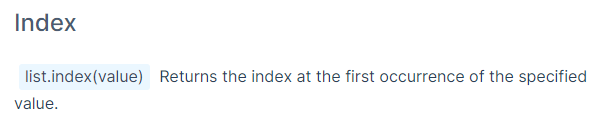 Index
list.index(value) Returns the index at the first occurrence of the specified
value.